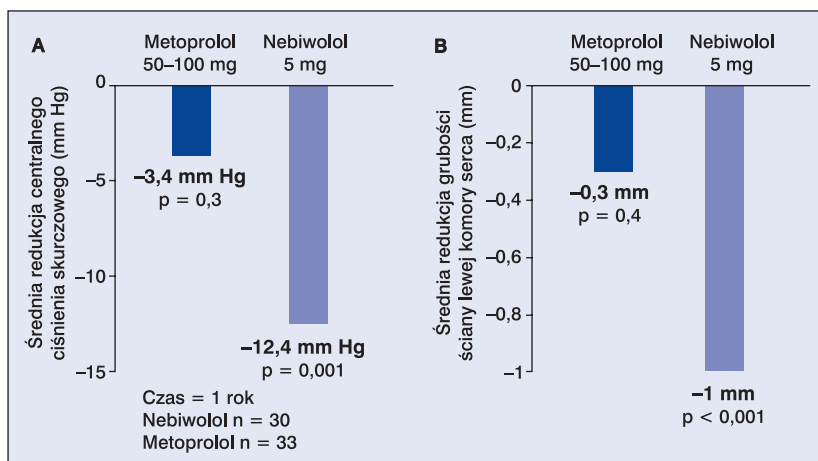 A
Metoprolol
50–100 mg
Nebiwolol
5 mg
Średnia redukcja centralnego
ciśnienia skurczowego (mm Hg)
0
−5
−10
−15
−3,4 mm Hg
p = 0,3
−12,4 mm Hg
p = 0,001
Czas = 1 rok
Nebiwolol n = 30
Metoprolol n = 33
B
Metoprolol
50–100 mg
Nebiwolol
5 mg
Średnia redukcja grubości
ściany lewej komory serca (mm)
0
−0,2
−0,4
−0,6
−0,8
−1
−0,3 mm
p = 0,4
−1 mm
p < 0,001